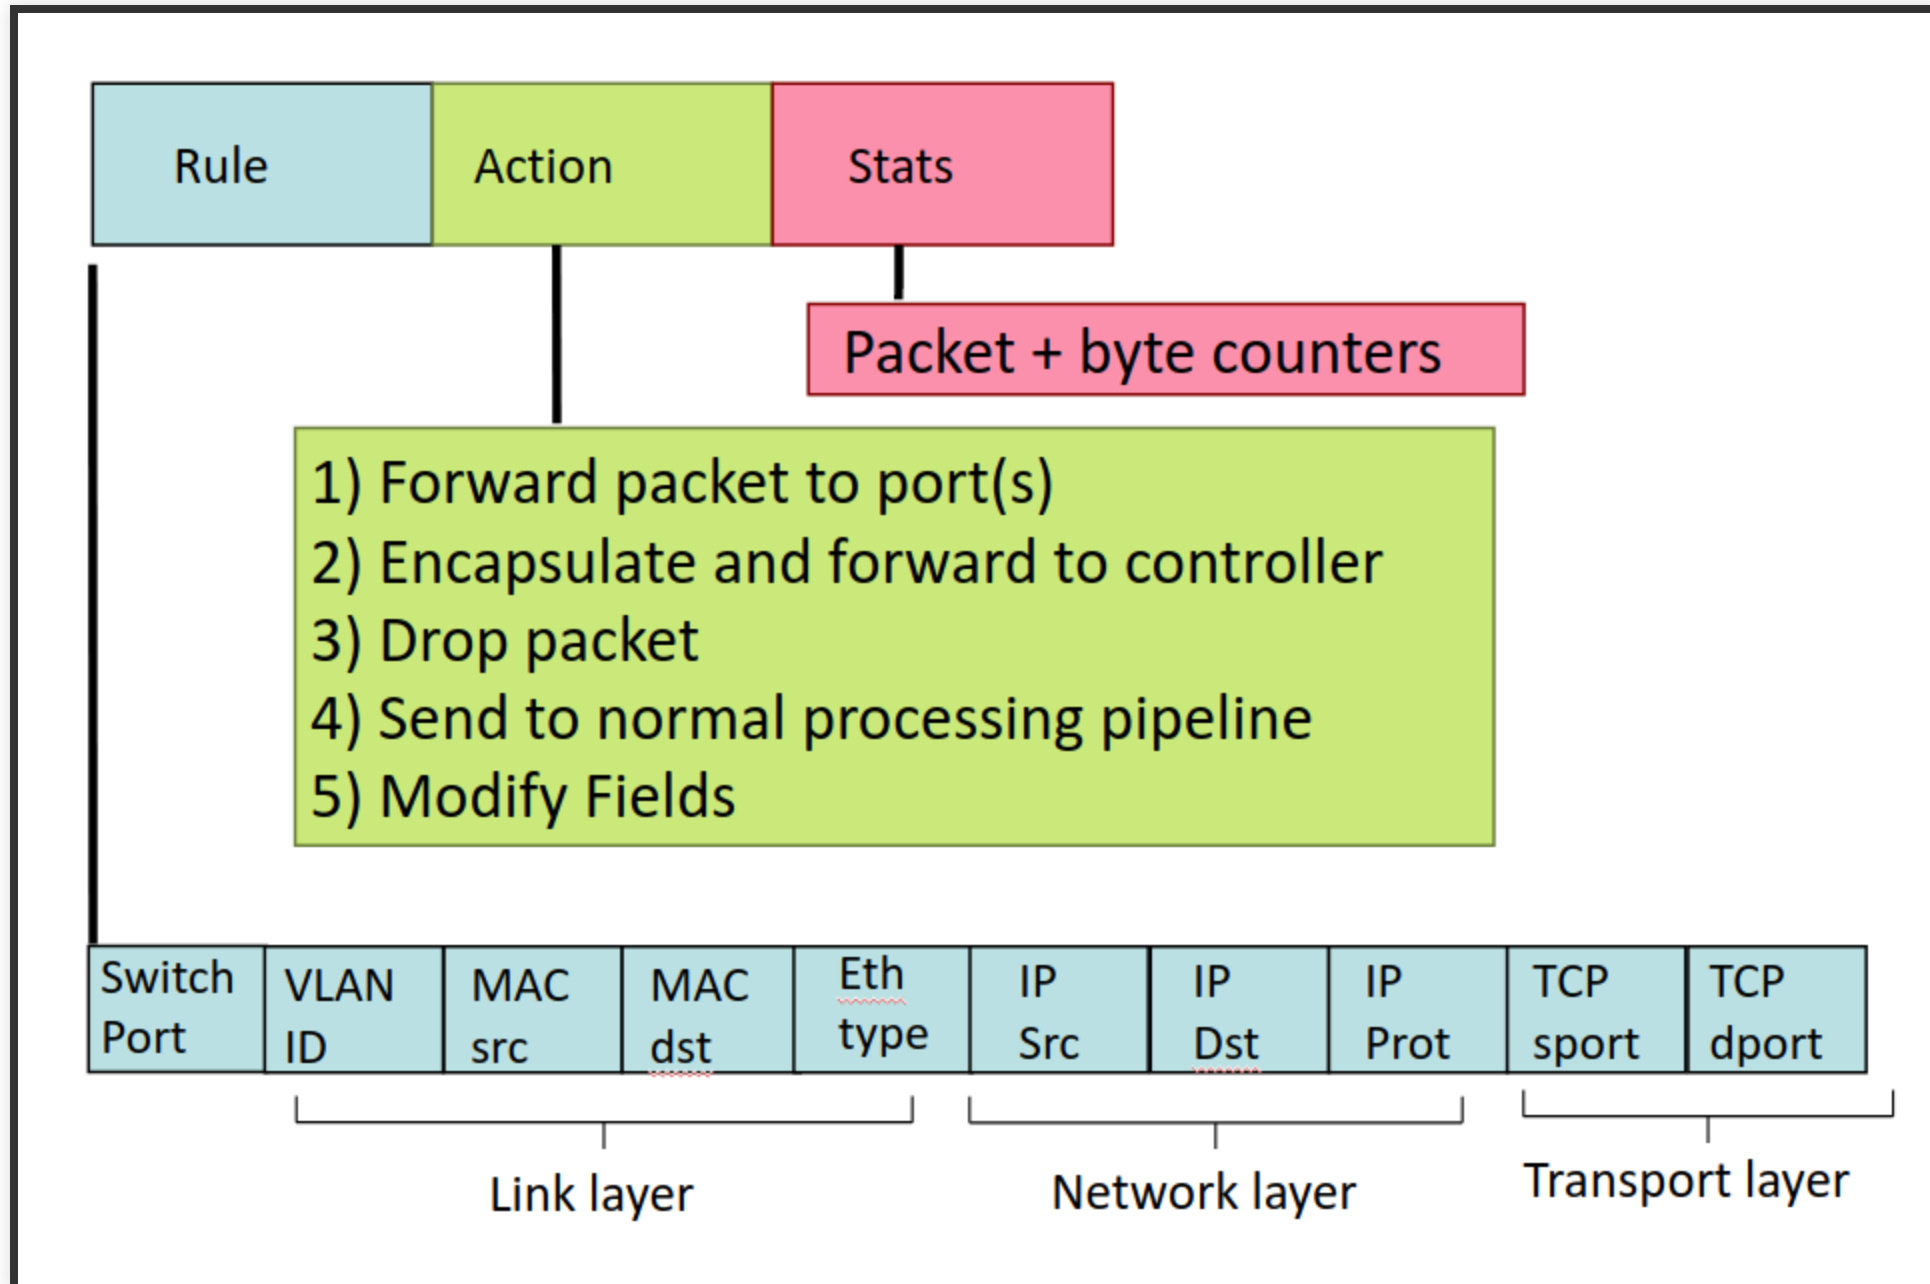 Rule
Action
Stats
Packet + byte counters
1) Forward packet to port(s)
2) Encapsulate and forward to controller
3) Drop packet
4) Send to normal processing pipeline
5) Modify Fields
Switch
Port
VLAN
ID
MAC
src
MAC
dst
Eth
type
IP
Src
IP
Dst
IP
Prot
TCP
sport
TCP
dport
Link layer
Network layer
Transport layer